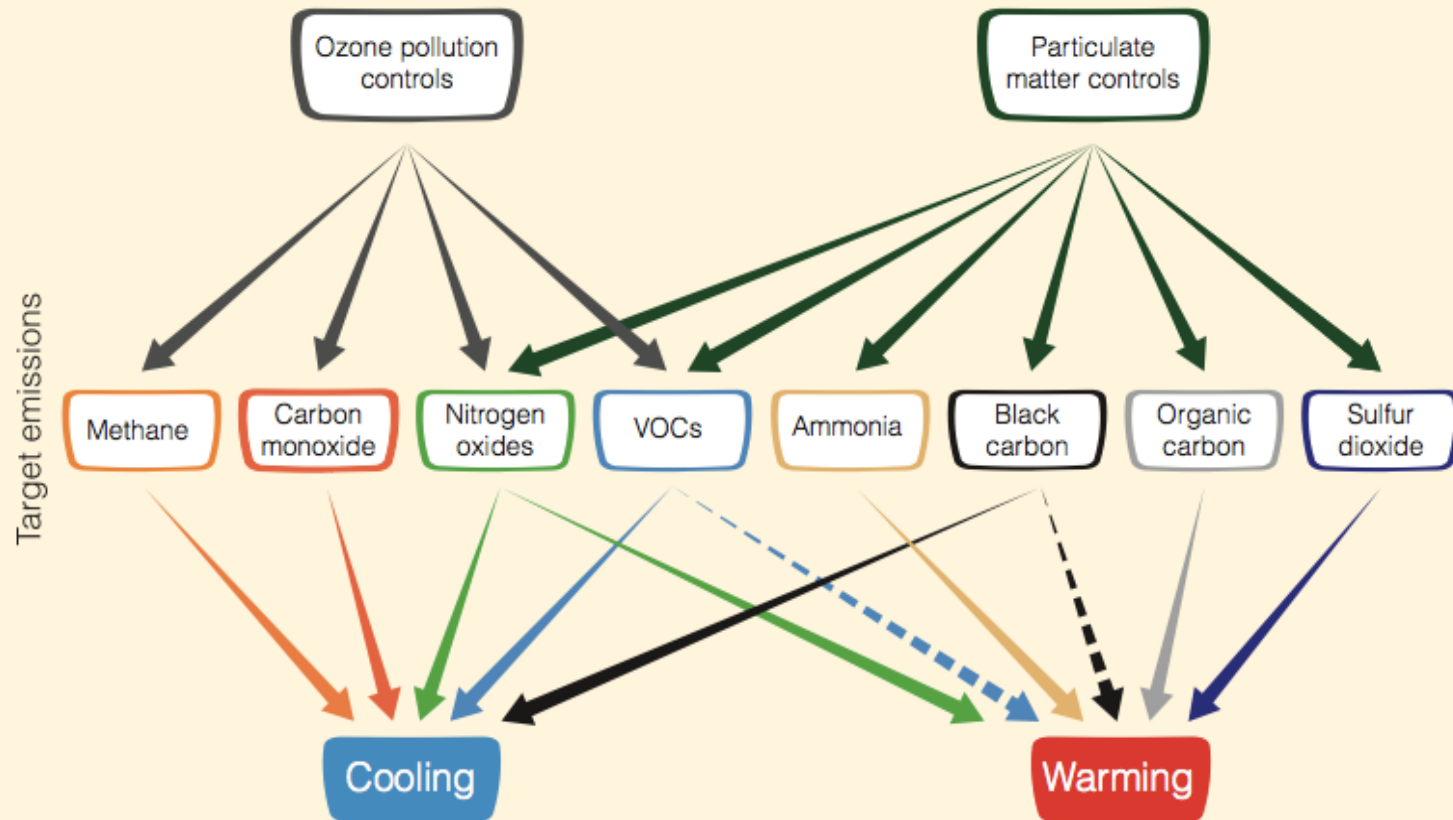 Ozone pollution
controls
Particulate
matter controls
Target emissions
Methane
Carbon
monoxide
Nitrogen
oxides
VOCs
Ammonia
Black
carbon
Organic
carbon
Sulfur
dioxide
Cooling
Warming